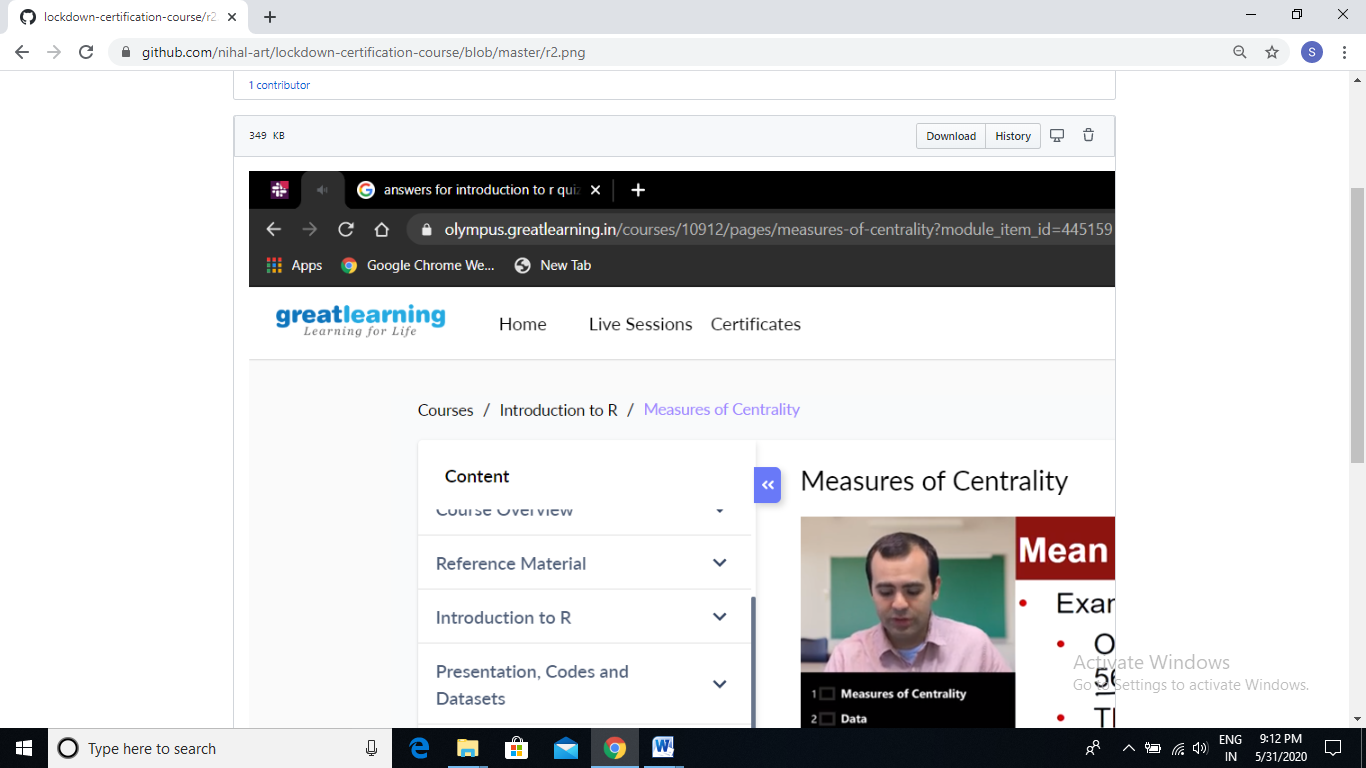 lockdown-certification-course/r2
github.com/nihal-art/lockdown-certification-course/blob/master/r2.png
S
1 contributor
349 KB
Download
History
answers for introduction to r quiz
olympus.greatlearning.in/courses/10912/pages/measures-of-centrality?module_item_id=445159
Apps
Google Chrome We...
New Tab
greatlearning
Learning for Life
Home
Live Sessions
Certificates
Courses / Introduction to R / Measures of Centrality
Content
Course Overview
Reference Material
Introduction to R
Presentation, Codes and
Datasets
Measures of Centrality
Mean
1 Measures of Centrality
2 Data
Activate Windows
Go to Settings to activate Windows.
Type here to search
ENG
IN
9:12 PM
5/31/2020